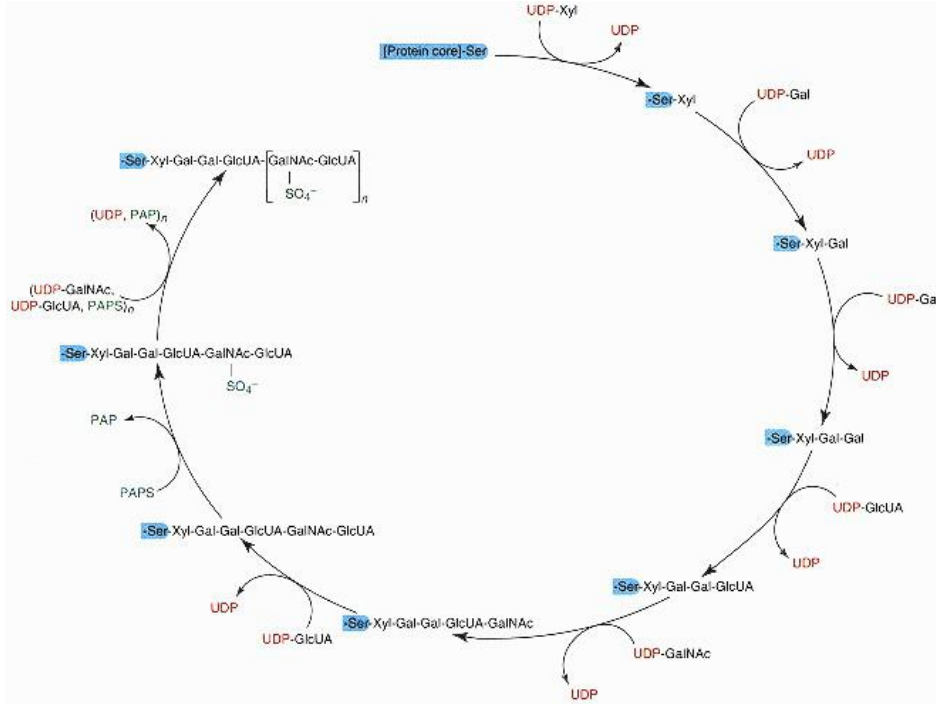 UDP-Xyl
UDP
[Protein core]-Ser
-Ser-Xyl
UDP-Gal
UDP
-Ser-Xyl-Gal
UDP-Ga
UDP
-Ser-Xyl-Gal-Gal
UDP-GlcUA
UDP
-Ser-Xyl-Gal-Gal-GlcUA
UDP-GalNAc
UDP
-Ser-Xyl-Gal-Gal-GlcUA-GalNAc
UDP-GlcUA
UDP
-Ser-Xyl-Gal-Gal-GlcUA-GalNAc-GlcUA
PAPS
PAP
-Ser-Xyl-Gal-Gal-GlcUA-GalNAc-GlcUA
SO₄⁻
(UDP-GalNAc,
UDP-GlcUA, PAPS)n
(UDP, PAP)n
-Ser-Xyl-Gal-Gal-GlcUA-[GalNAc-GlcUA]n
SO₄⁻